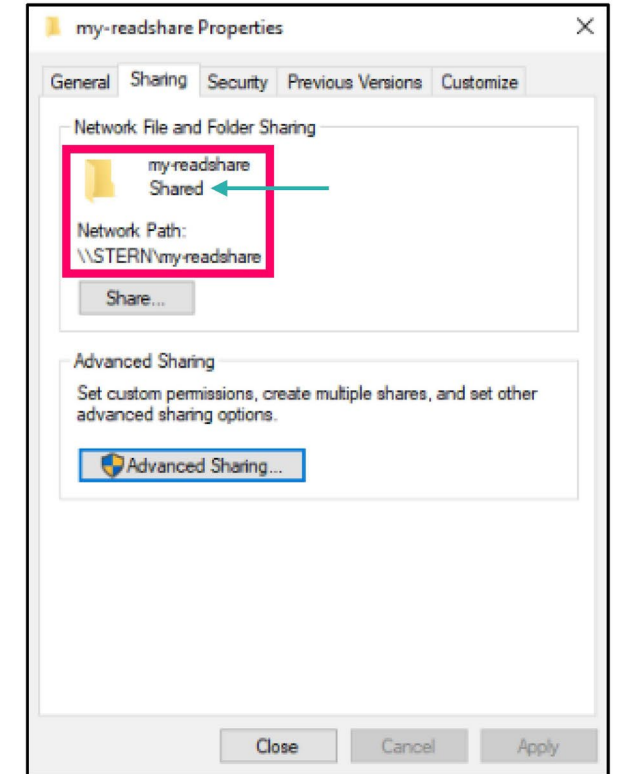 my-readshare Properties
General Sharing Security Previous Versions Customize
Network File and Folder Sharing
my-readshare
Shared
Network Path:
\\STERN\my-readshare
Share...
Advanced Sharing
Set custom permissions, create multiple shares, and set other
advanced sharing options.
Advanced Sharing...
Close Cancel Apply